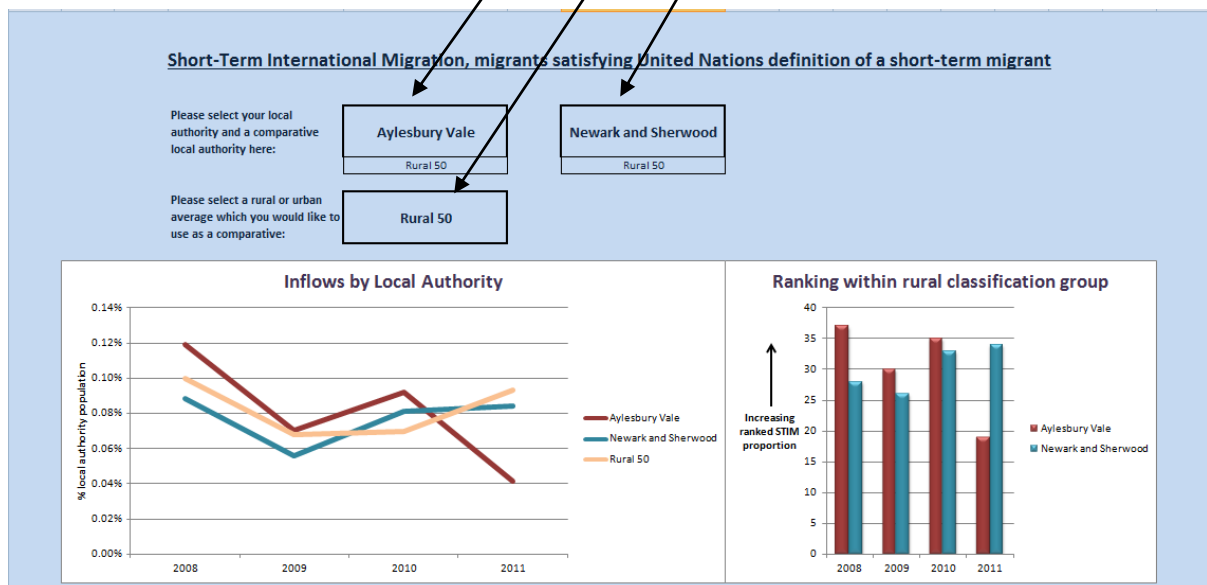 Short-Term International Migration, migrants satisfying United Nations definition of a short-term migrant
Please select your local
authority and a comparative
local authority here:
Aylesbury Vale
Newark and Sherwood
Rural 50
Rural 50
Please select a rural or urban
average which you would like to
use as a comparative:
Rural 50
Inflows by Local Authority
0.14%
0.12%
0.10%
0.08%
0.06%
0.04%
0.02%
0.00%
% local authority population
2008
2009
2010
2011
Aylesbury Vale
Newark and Sherwood
Rural 50
Ranking within rural classification group
Increasing
ranked STIM
proportion
40
35
30
25
20
15
10
5
0
2008
2009
2010
2011
Aylesbury Vale
Newark and Sherwood